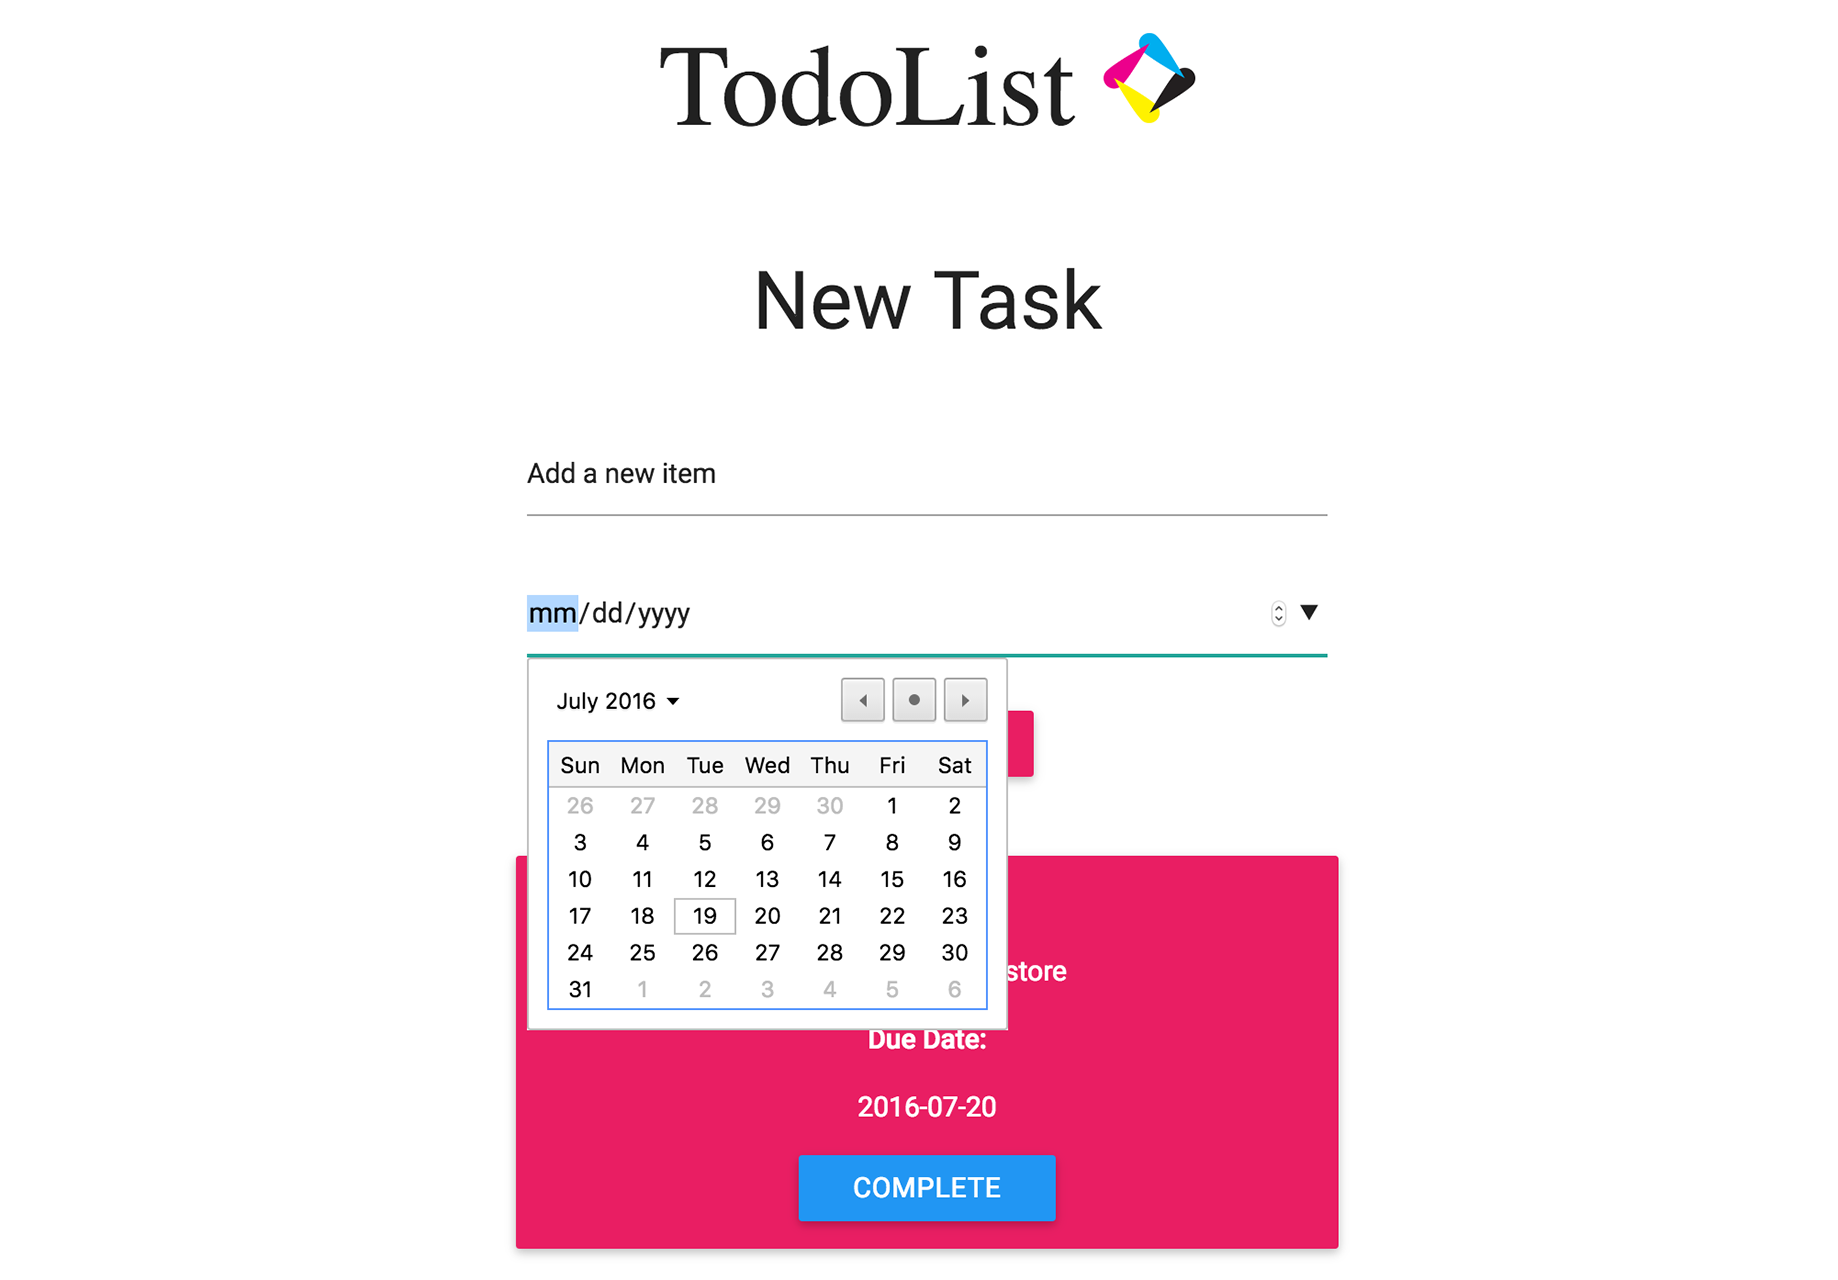 TodoList
New Task
Add a new item
mm/dd/yyyy
July 2016
Sun Mon Tue Wed Thu Fri Sat
26 27 28 29 30 1 2
3 4 5 6 7 8 9
10 11 12 13 14 15 16
17 18 19 20 21 22 23
24 25 26 27 28 29 30
31 1 2 3 4 5 6
store
Due Date:
2016-07-20
COMPLETE